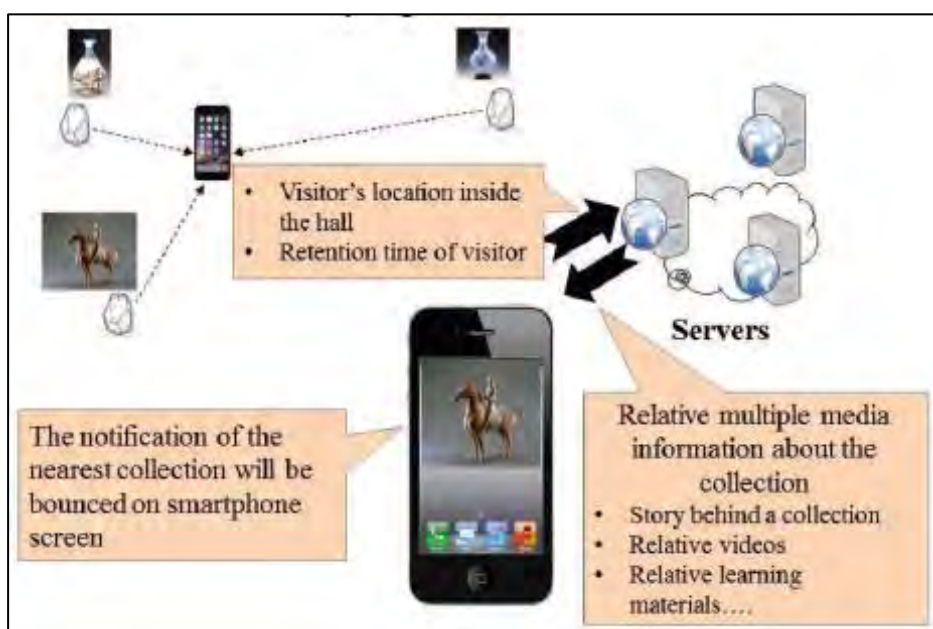 • Visitor's location inside
the hall
• Retention time of visitor
Servers
The notification of the
nearest collection will be
bounced on smartphone
screen
Relative multiple media
information about the
collection
• Story behind a collection
• Relative videos
• Relative learning
materials....